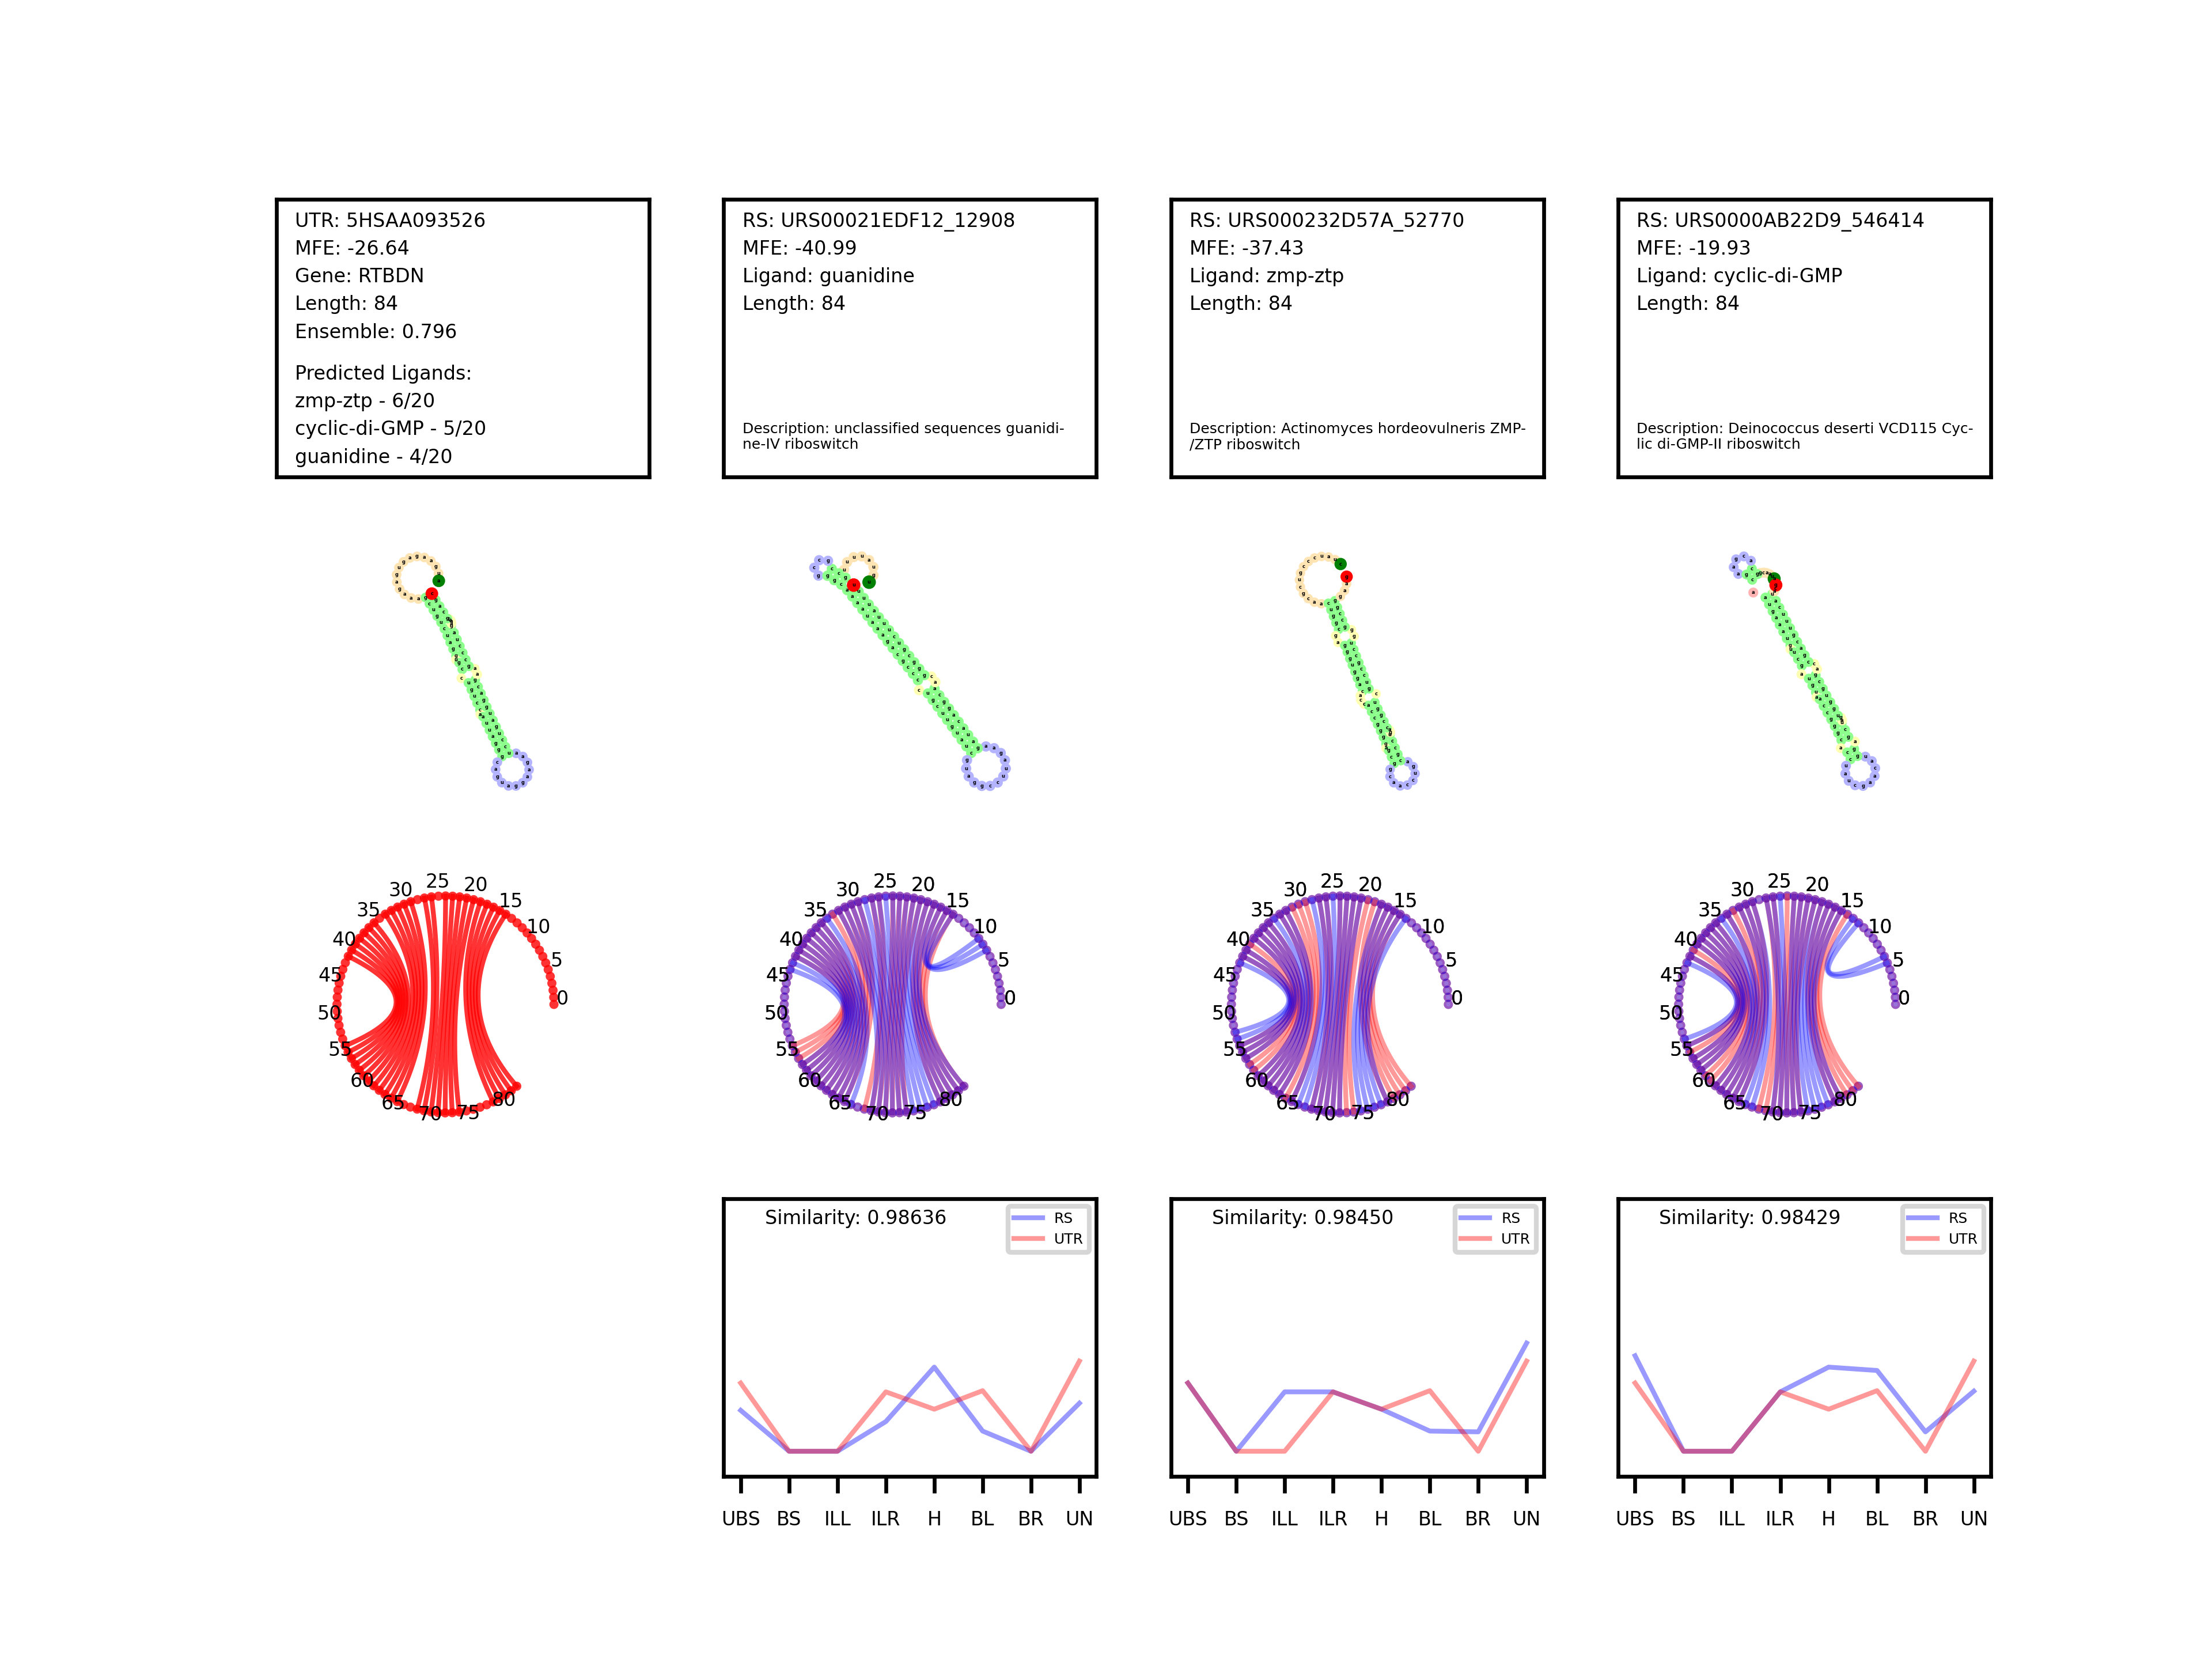 UTR: 5HSAA093526
MFE: -26.64
Gene: RTBDN
Length: 84
Ensemble: 0.796
Predicted Ligands:
zmp-ztp - 6/20
cyclic-di-GMP - 5/20
guanidine - 4/20
RS: URS00021EDF12_12908
MFE: -40.99
Ligand: guanidine
Length: 84
Description: unclassified sequences guanidi-
ne-IV riboswitch
RS: URS000232D57A_52770
MFE: -37.43
Ligand: zmp-ztp
Length: 84
Description: Actinomyces hordeovulneris ZMP-
/ZTP riboswitch
RS: URS0000AB22D9_546414
MFE: -19.93
Ligand: cyclic-di-GMP
Length: 84
Description: Deinococcus deserti VCD115 Cyc-
lic di-GMP-II riboswitch
0 5 10 15 20 25 30 35 40 45 50 55 60 65 70 75 80
0 5 10 15 20 25 30 35 40 45 50 55 60 65 70 75 80
0 5 10 15 20 25 30 35 40 45 50 55 60 65 70 75 80
0 5 10 15 20 25 30 35 40 45 50 55 60 65 70 75 80
Similarity: 0.98636
RS
UTR
UBS BS ILL ILR H BL BR UN
Similarity: 0.98450
RS
UTR
UBS BS ILL ILR H BL BR UN
Similarity: 0.98429
RS
UTR
UBS BS ILL ILR H BL BR UN